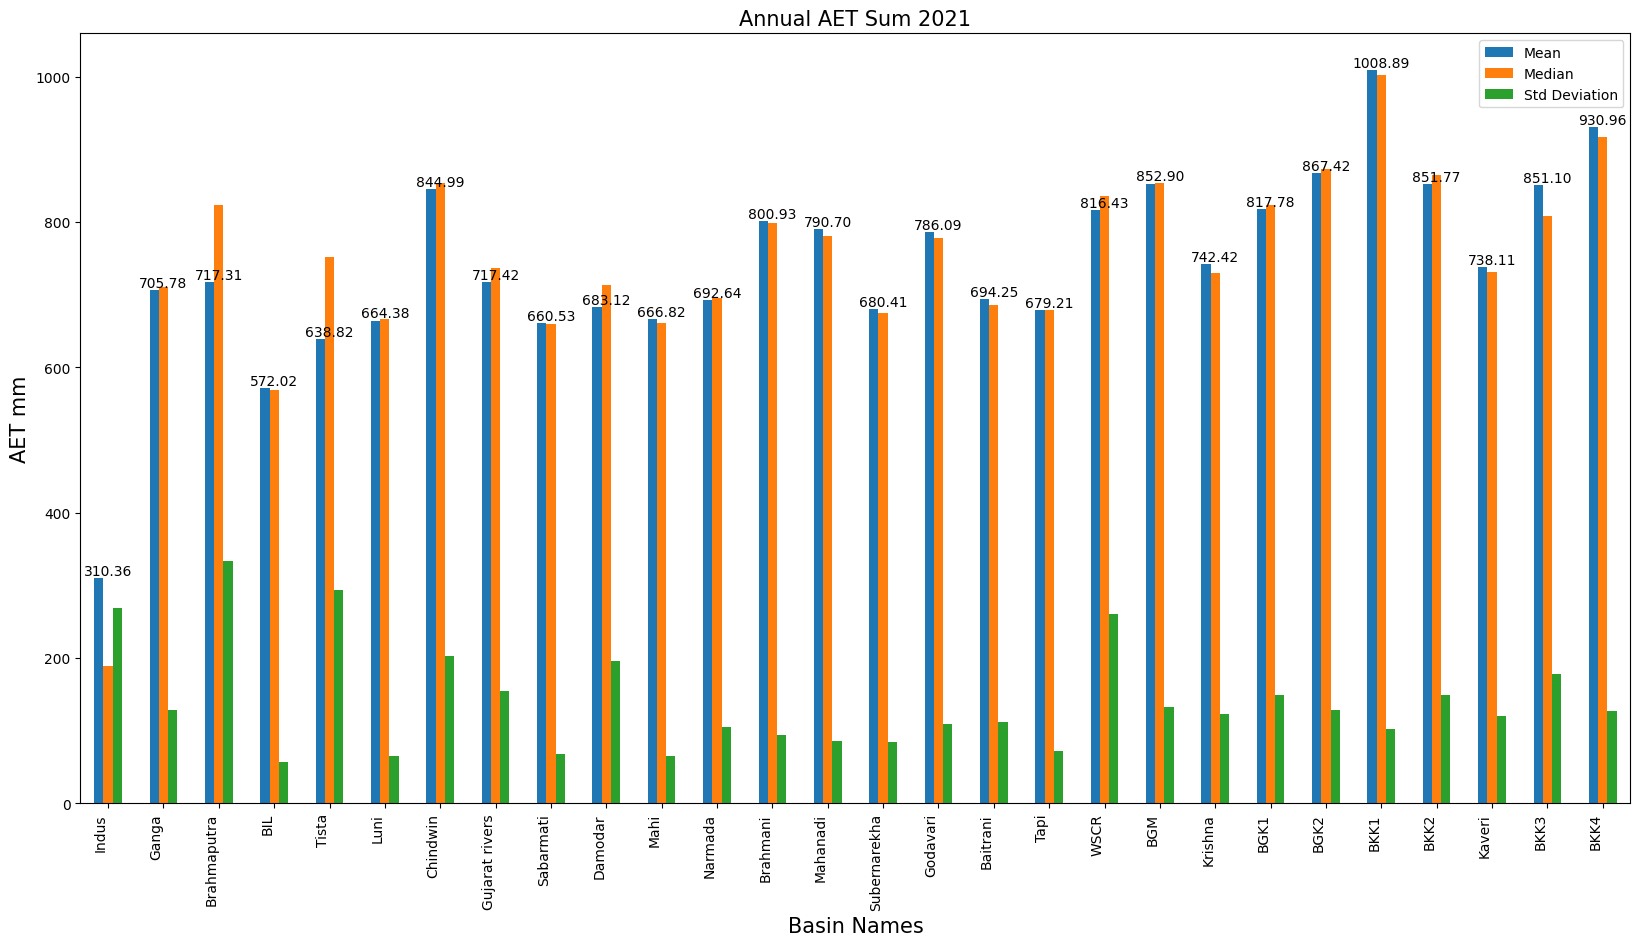 Annual AET Sum 2021
Mean
Median
Std Deviation
AET mm
1000
800
600
400
200
0
310.36
705.78
717.31
572.02
638.82
664.38
844.99
717.42
660.53
683.12
666.82
692.64
800.93
790.70
680.41
786.09
694.25
679.21
816.43
852.90
742.42
817.78
867.42
1008.89
851.77
738.11
851.10
930.96
Indus
Ganga
Brahmaputra
BIL
Tista
Luni
Chindwin
Gujarat rivers
Sabarmati
Damodar
Mahi
Narmada
Brahmani
Mahanadi
Subernarekha
Godavari
Baitrani
Tapi
WSCR
BGM
Krishna
BGK1
BGK2
BKK1
BKK2
Kaveri
BKK3
BKK4
Basin Names